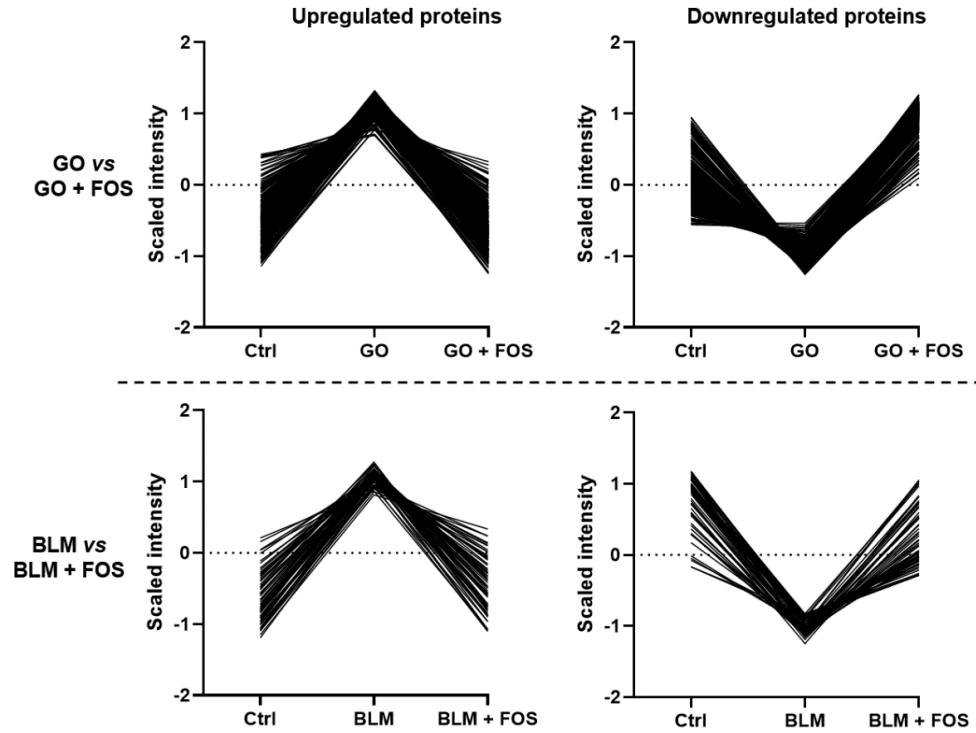 Upregulated proteins
Downregulated proteins
GO vs
GO + FOS
Scaled intensity
2
1
0
-1
-2
Ctrl
GO
GO + FOS
Scaled intensity
2
1
0
-1
-2
Ctrl
GO
GO + FOS
BLM vs
BLM + FOS
Scaled intensity
2
1
0
-1
-2
Ctrl
BLM
BLM + FOS
Scaled intensity
2
1
0
-1
-2
Ctrl
BLM
BLM + FOS